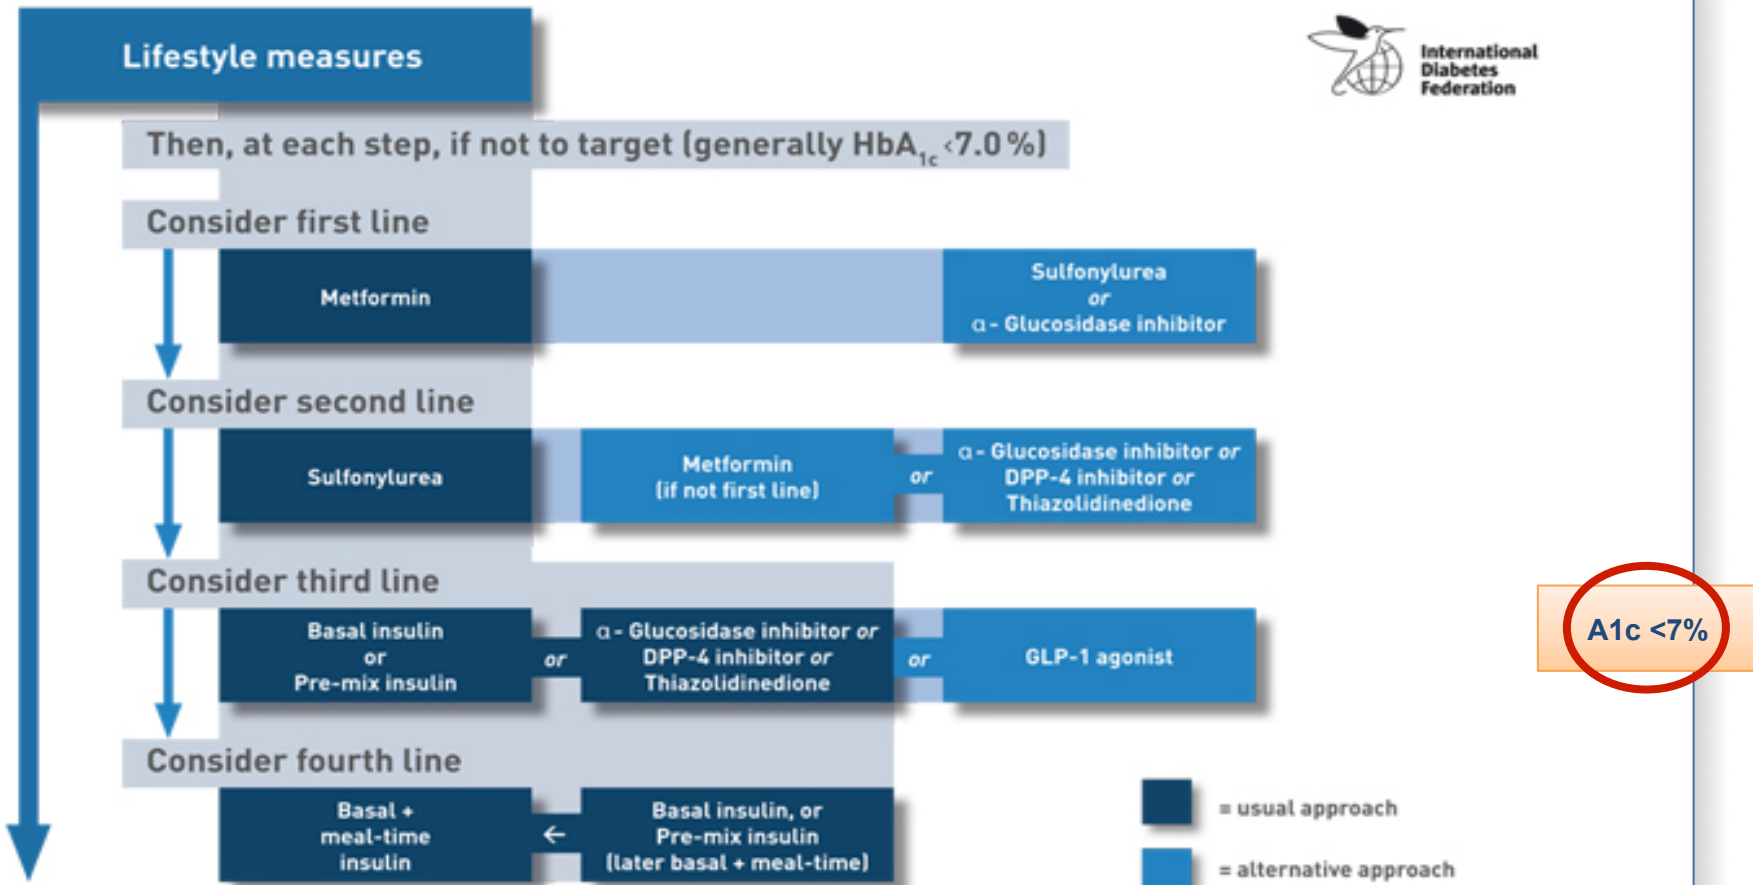 Lifestyle measures
International
Diabetes
Federation
Then, at each step, if not to target (generally HbA1c <7.0%)
Consider first line
Metformin
Sulfonylurea
or
α- Glucosidase inhibitor
Consider second line
Sulfonylurea
Metformin
(if not first line)
or
α- Glucosidase inhibitor or
DPP-4 inhibitor or
Thiazolidinedione
Consider third line
Basal insulin
or
Pre-mix insulin
or
α- Glucosidase inhibitor or
DPP-4 inhibitor or
Thiazolidinedione
or
GLP-1 agonist
A1c <7%
Consider fourth line
Basal +
meal-time
insulin
←
Basal insulin, or
Pre-mix insulin
(later basal + meal-time)
= usual approach
= alternative approach